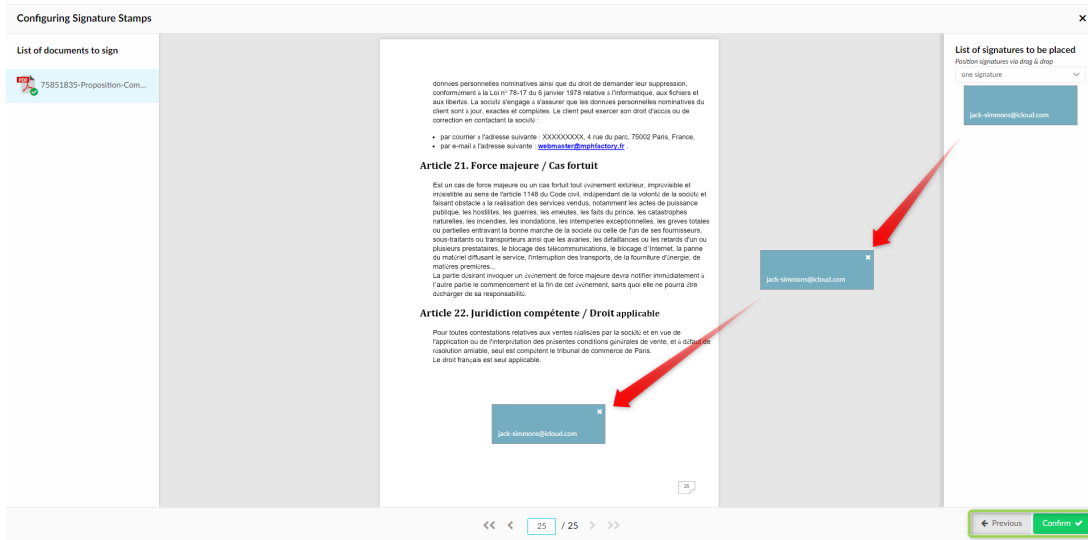 Configuring Signature Stamps
×
List of documents to sign
PDF
75851835-Proposition-Com...
données personnelles nominatives ainsi que du droit de demander leur suppression,
conformément à la Loi n° 78-17 du 6 janvier 1978 relative à l'informatique, aux fichiers et
aux libertés. La société s'engage à s'assurer que les données personnelles nominatives du
client sont à jour, exactes et complètes. Le client peut exercer son droit d'accès ou de
correction en contactant la société :
• par courrier à l'adresse suivante : XXXXXXXXX, 4 rue du parc, 75002 Paris, France,
• par e-mail à l'adresse suivante : webmaster@mphfactory.fr .
Article 21. Force majeure / Cas fortuit
Est un cas de force majeure ou un cas fortuit tout événement extérieur, imprévisible et
irrésistible au sens de l'article 1148 du Code civil, indépendant de la volonté de la société et
faisant obstacle à la réalisation des services vendus, notamment les actes de puissance
publique, les hostilités, les guerres, les émeutes, les faits du prince, les catastrophes
naturelles, les incendies, les inondations, les intempéries exceptionnelles, les grèves totales
ou partielles entravant la bonne marche de la société ou celle de l'un de ses fournisseurs,
sous-traitants ou transporteurs ainsi que les avaries, les défaillances ou les retards d'un ou
plusieurs prestataires, le blocage des télécommunications, le blocage d'Internet, la panne
du matériel diffusant le service, l'interruption des transports, de la fourniture d'énergie, de
matières premières...
La partie désirant invoquer un événement de force majeure devra notifier immédiatement à
l'autre partie le commencement et la fin de cet événement, sans quoi elle ne pourra être
décharger de sa responsabilité.
Article 22. Juridiction compétente / Droit applicable
Pour toutes contestations relatives aux ventes réalisées par la société et en vue de
l'application ou de l'interprétation des présentes conditions générales de vente, et à défaut de
résolution amiable, seul est compétent le tribunal de commerce de Paris.
Le droit français est seul applicable.
jack-simmons@icloud.com
25
jack-simmons@icloud.com
List of signatures to be placed
Position signatures via drag & drop
one signature
jack-simmons@icloud.com
25 / 25
Previous
Confirm